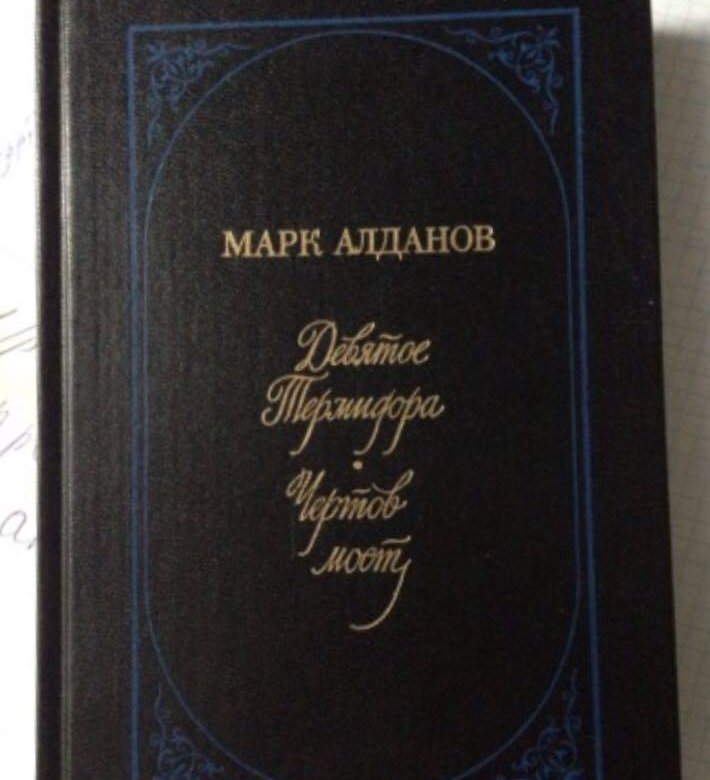 МАРК АЛДАНОВ
Девятое
Термидора
•
Чертов
мост